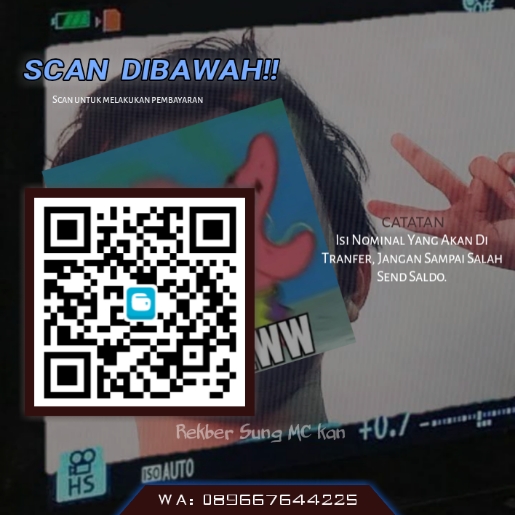 Off
SCAN DIBAWAH!!
SCAN UNTUK MELAKUKAN PEMBAYARAN
CATATAN
ISI NOMINAL YANG AKAN DI
TRANFER, JANGAN SAMPAI SALAH
SEND SALDO.
WW
Rekber Sung MC Kan
+0.7
ISO AUTO
HS
WA: 089667644225